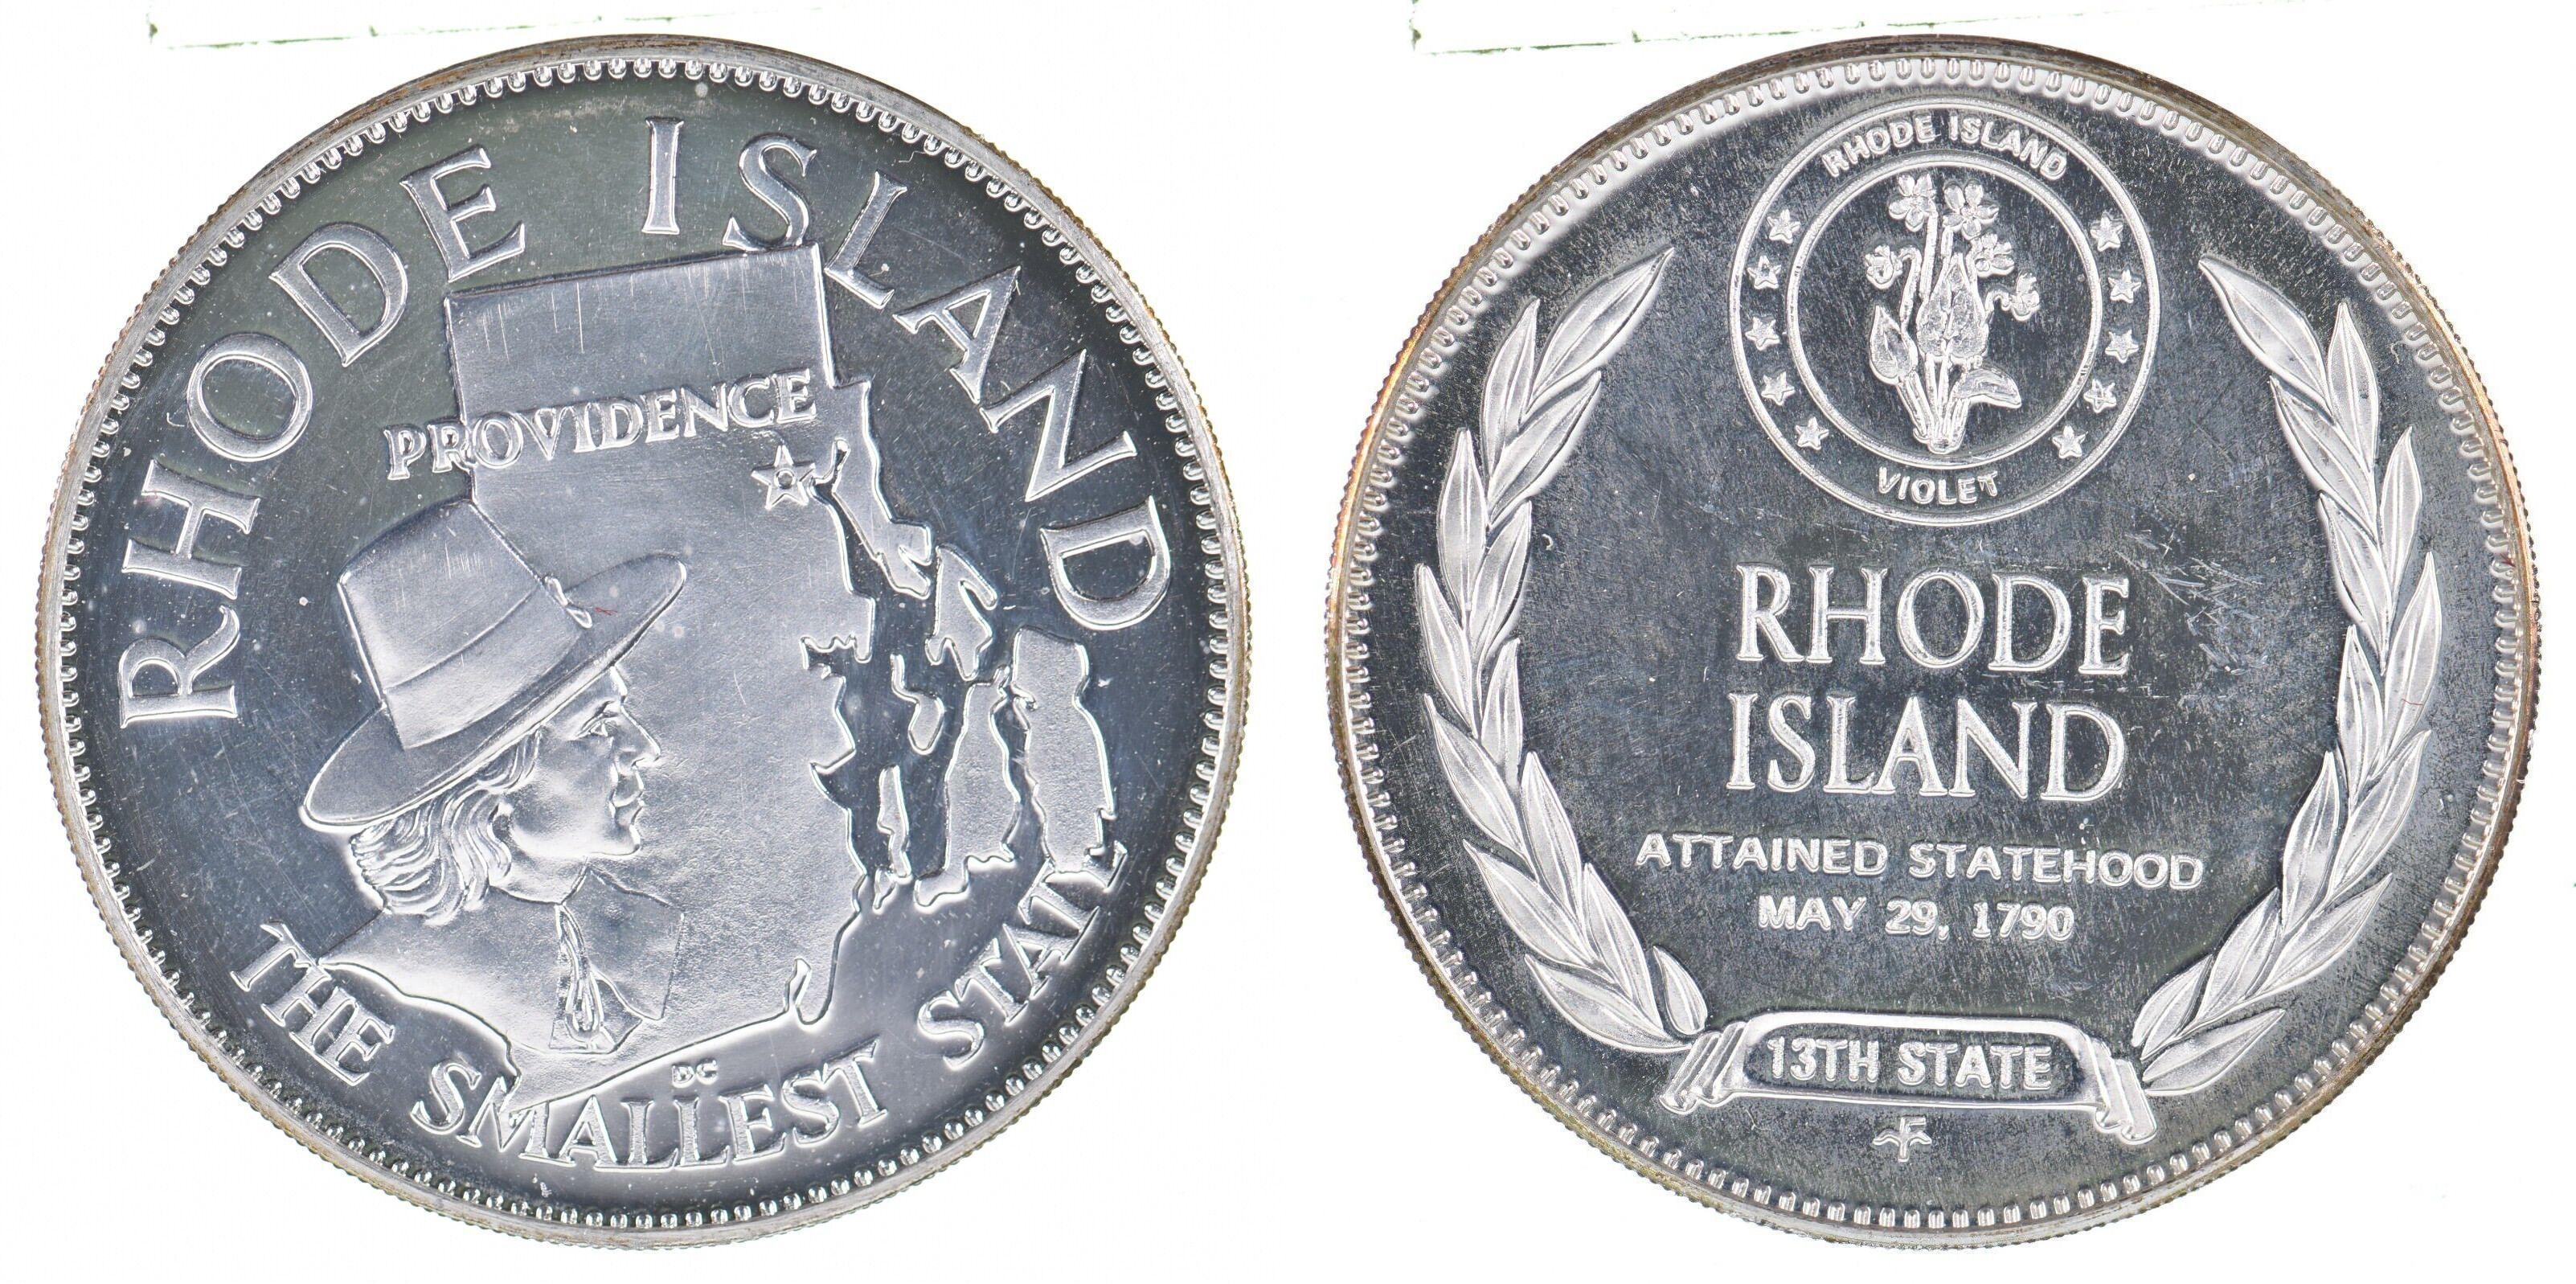 RHODE ISLAND
PROVIDENCE
DC
THE SMALLEST STATE
RHODE ISLAND
VIOLET
RHODE
ISLAND
ATTAINED STATEHOOD
MAY 29, 1790
13TH STATE
F